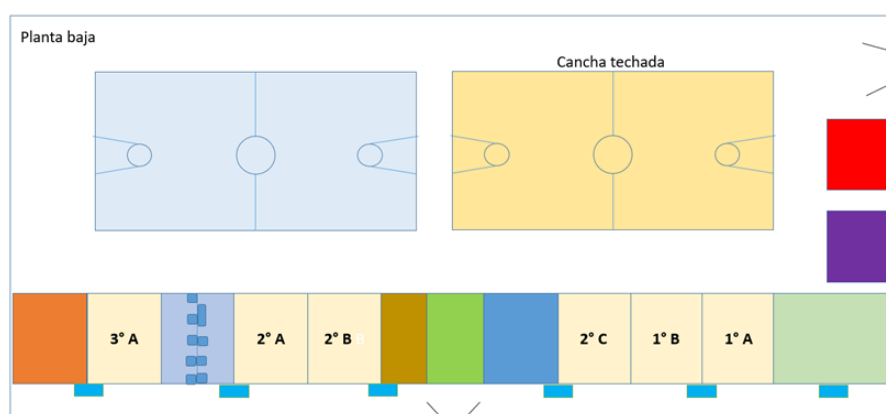 Planta baja
Cancha techada
3° A
2° A
2° B B
2° C
1° B
1° A